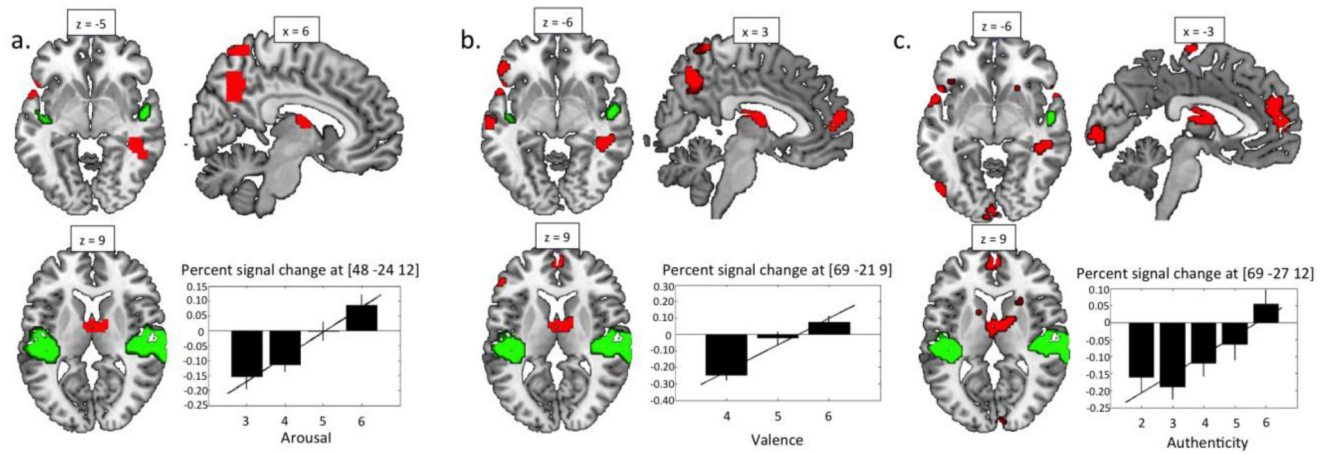 a.
z = -5
x = 6
z = 9
Percent signal change at [48 -24 12]
0.15
0.10
0.05
0
-0.05
-0.10
-0.15
-0.20
-0.25
3 4 5 6
Arousal
b.
z = -6
x = 3
z = 9
Percent signal change at [69 -21 9]
0.30
0.20
0.10
0
-0.10
-0.20
-0.30
0.40
4 5 6
Valence
c.
z = -6
x = -3
z = 9
Percent signal change at [69 -27 12]
0.10
0.05
0
-0.05
-0.10
-0.15
-0.20
-0.25
2 3 4 5 6
Authenticity